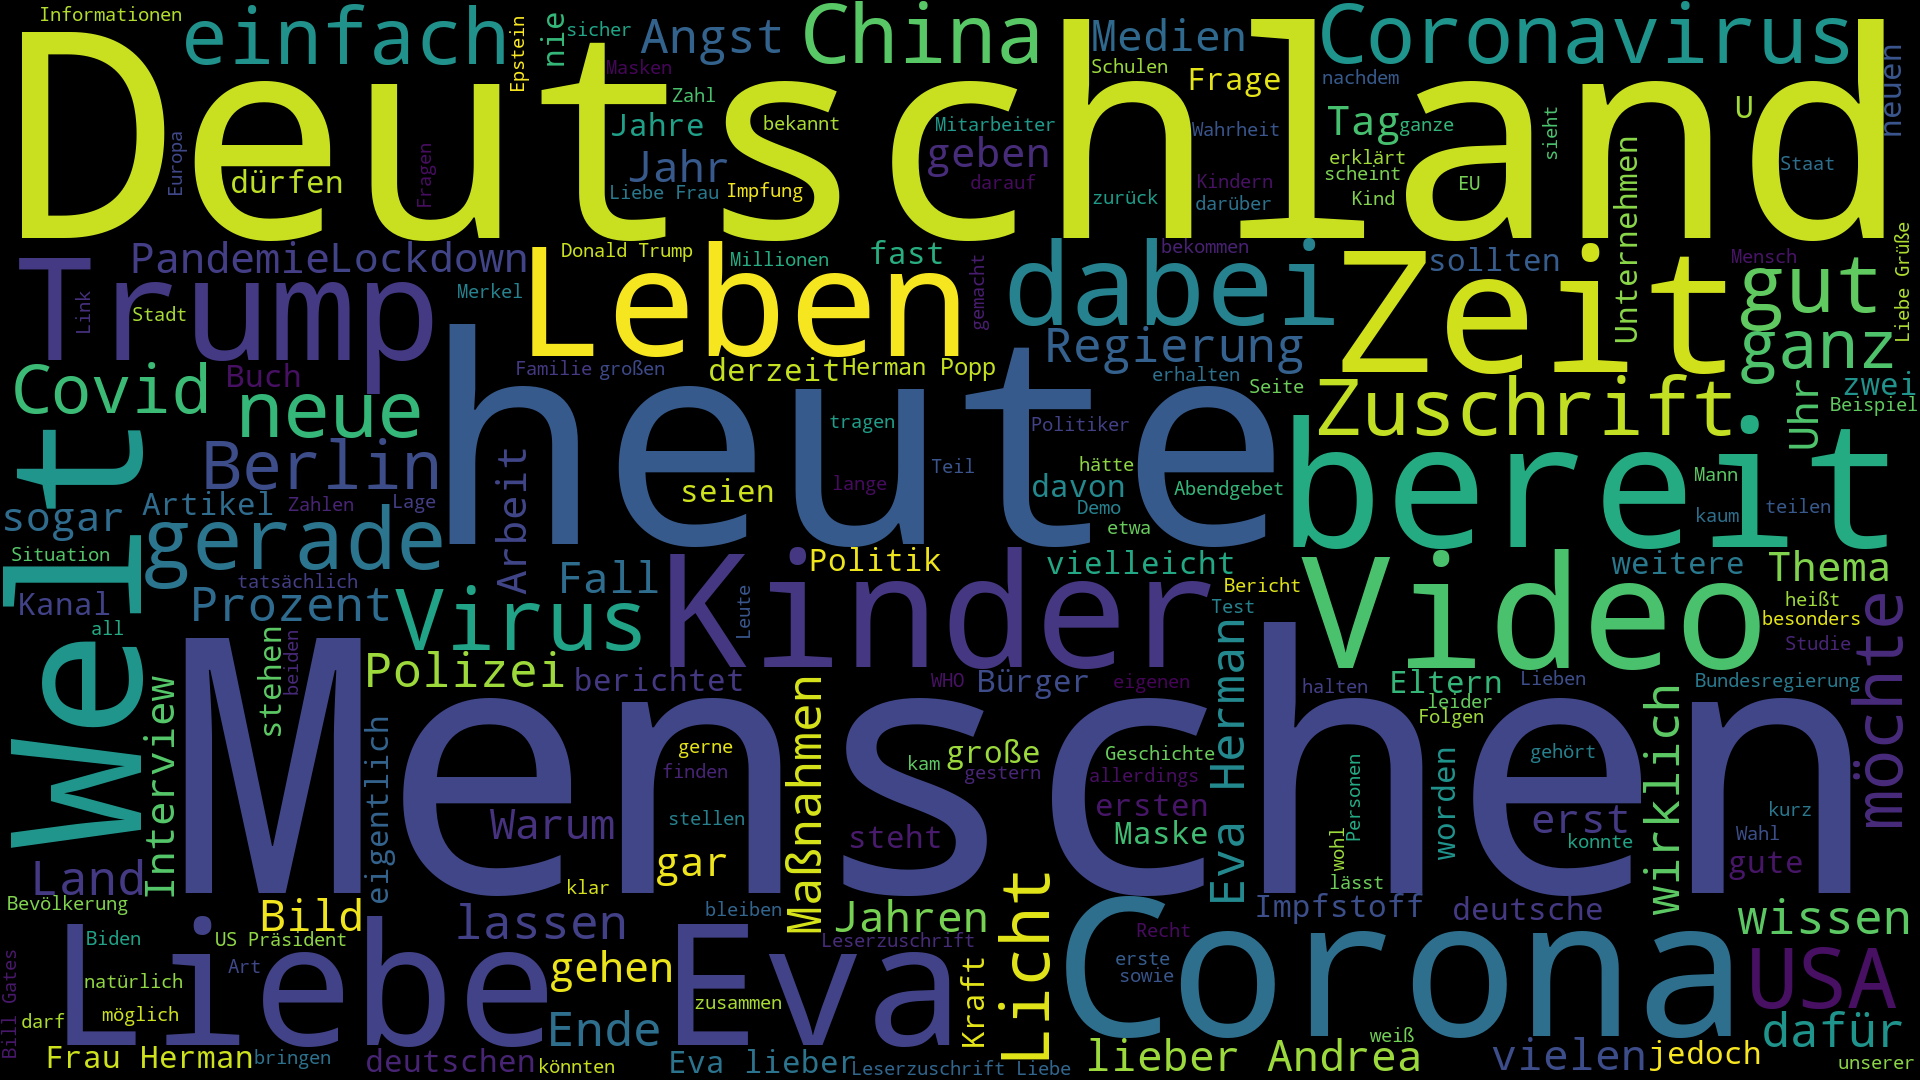 Informationen
einfach
nie
sicher
Epstein
Angst
China
Medien
Coronavirus
neuen
Deutschland
Masken
Schulen
Frage
nachdem
Zahl
Jahre
bekannt
Mitarbeiter
Wahrheit
Tag
ganze
sieht
U
Europa
Fragen
dürfen
Jahr
Liebe Frau
Impfung
geben
darauf
zurück
Kindern
darüber
erklärt
scheint
Kind
EU
Unternehmen
Staat
Pandemie
Lockdown
Donald Trump
Millionen
fast
bekommen
sollten
Mensch
Liebe Grüße
Trump
Link
Stadt
Merkel
Leben
gemacht
dabei
Zeit
gut
Regierung
ganz
Covid
Buch
Familie
großen
derzeit
Herman Popp
erhalten
Seite
Uhr
zwei
Beispiel
neue
heute
tragen
Politiker
Zuschrift
Welt
Berlin
Arbeit
Teil
hätte
bereit
Mann
sogar
Artikel
Zahlen
Lage
seien
lange
davon
Abendgebet
Demo
etwa
kaum
teilen
Situation
gerade
tatsächlich
Fall
Politik
vielleicht
Video
weitere
Thema
Kanal
Prozent
Virus
Leute
Kinder
Bericht
Test
heißt
besonders
möchte
all
stehen
beiden
Studie
Polizei
berichtet
WHO
Bürger
eigenen
Eva Herman
halten
Eltern
Lieben
leider
Folgen
Bundesregierung
Interview
eigentlich
Menschen
gerne
finden
Maßnahmen
kam
große
gestern
Geschichte
allerdings
Personen
worden
gehört
wirklich
Warum
stellen
steht
ersten
Maske
wohl
erst
konnte
kurz
Wahl
gute
Land
klar
gar
lässt
Bevölkerung
Bild
lassen
bleiben
Jahren
Licht
Impfstoff
deutsche
wissen
Biden
US Präsident
Leserzuschrift
Recht
Bill Gates
natürlich
Art
Liebe
gehen
Eva
Kraft
erste
sowie
Corona
USA
darf
möglich
zusammen
Ende
weiß
dafür
Frau Herman
bringen
deutschen
könnten
Eva lieber
Leserzuschrift Liebe
lieber Andrea
vielen
jedoch
unserer